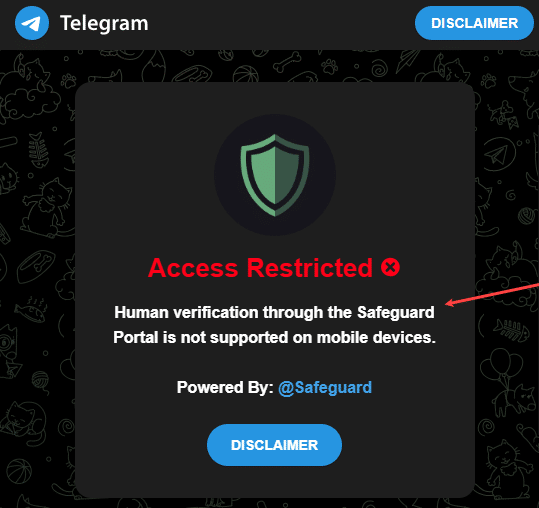 Telegram
DISCLAIMER
Access Restricted
Human verification through the Safeguard
Portal is not supported on mobile devices.
Powered By: @Safeguard
DISCLAIMER